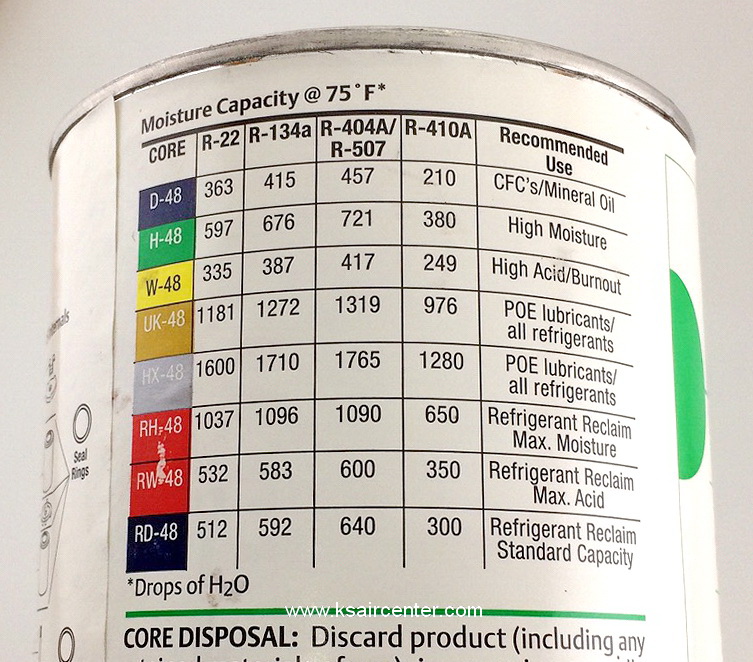 Moisture Capacity @ 75°F*
CORE R-22 R-134a R-404A/ R-507 R-410A Recommended Use
D-48 363 415 457 210 CFC's/Mineral Oil
H-48 597 676 721 380 High Moisture
W-48 335 387 417 249 High Acid/Burnout
UK-48 1181 1272 1319 976 POE lubricants/ all refrigerants
HX-48 1600 1710 1765 1280 POE lubricants/ all refrigerants
RH-48 1037 1096 1090 650 Refrigerant Reclaim Max. Moisture
RW-48 532 583 600 350 Refrigerant Reclaim Max. Acid
RD-48 512 592 640 300 Refrigerant Reclaim Standard Capacity
*Drops of H2O
www.ksaircenter.com
CORE DISPOSAL: Discard product (including any
Seal
Rings